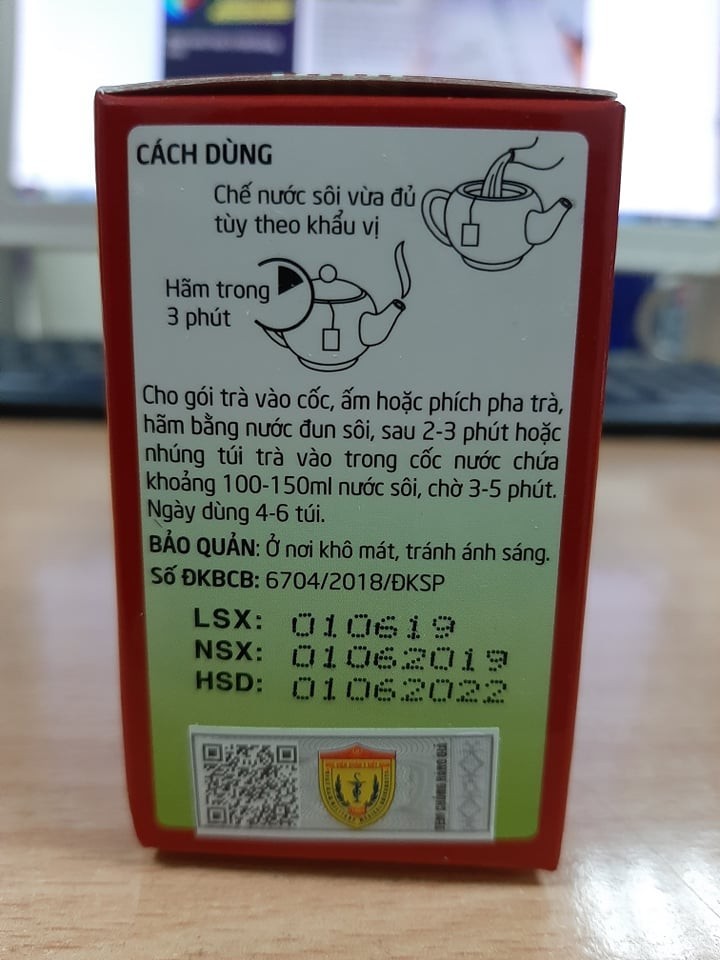 CÁCH DÙNG
Chế nước sôi vừa đủ
tùy theo khẩu vị
Hãm trong
3 phút
Cho gói trà vào cốc, ấm hoặc phích pha trà,
hãm bằng nước đun sôi, sau 2-3 phút hoặc
nhúng túi trà vào trong cốc nước chứa
khoảng 100-150ml nước sôi, chờ 3-5 phút.
Ngày dùng 4-6 túi.
BẢO QUẢN: Ở nơi khô mát, tránh ánh sáng.
Số ĐKBCB: 6704/2018/ĐKSP
LSX: 010619
NSX: 01062019
HSD: 01062022
TEM CHỐNG HÀNG GIẢ